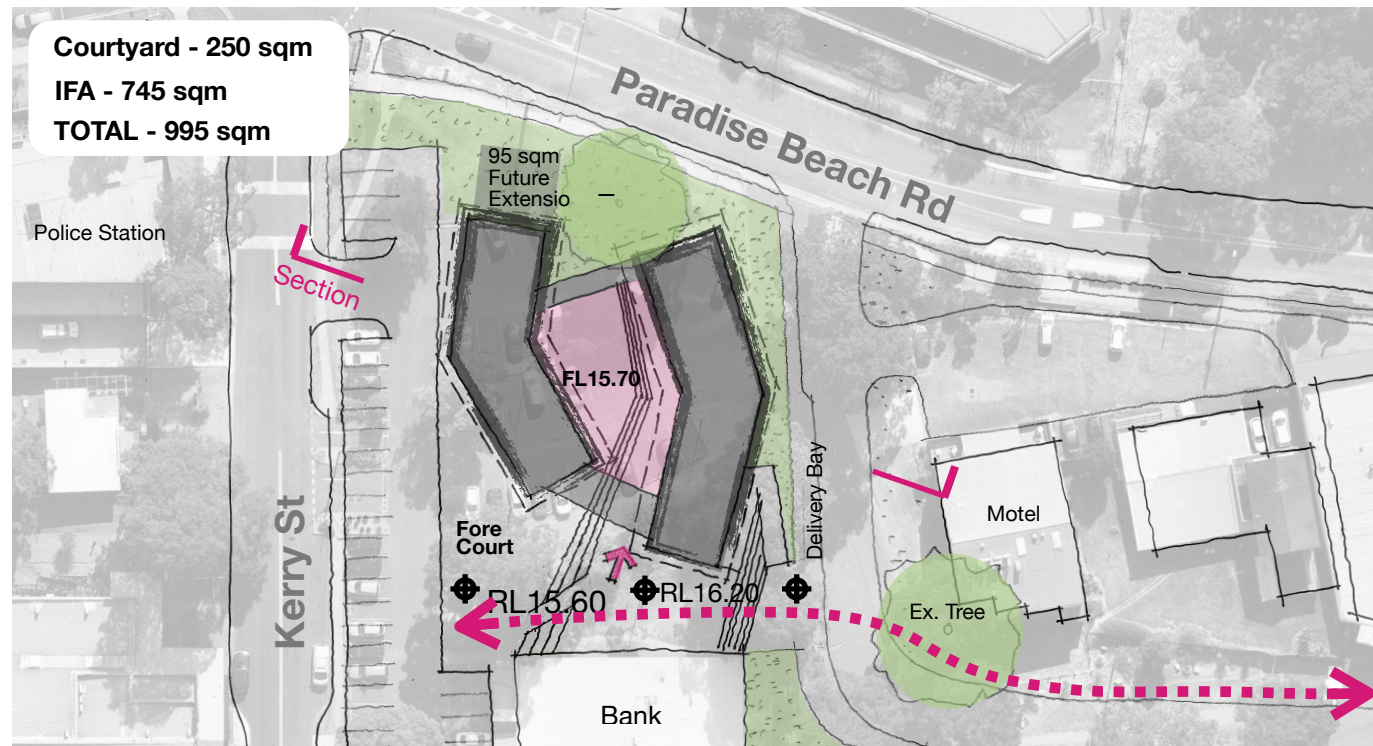 Courtyard - 250 sqm
IFA - 745 sqm
TOTAL - 995 sqm
Paradise Beach Rd
95 sqm
Future
Extensio
Police Station
Section
FL15.70
Kerry St
Fore
Court
Delivery Bay
Motel
RL15.60
RL16.20
Ex. Tree
Bank